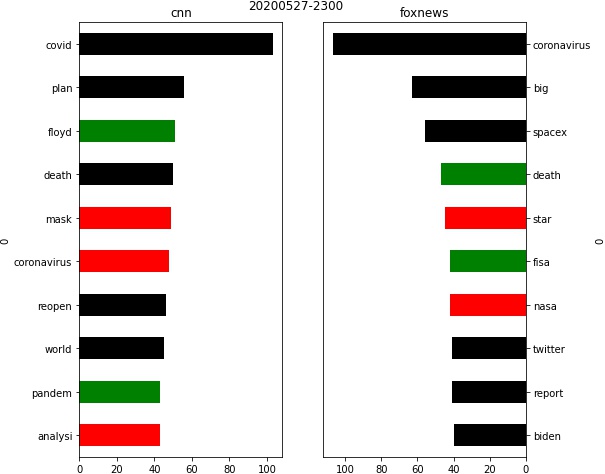 20200527-2300
cnn
foxnews
covid
plan
floyd
death
mask
coronavirus
reopen
world
pandem
analysi
0
0 20 40 60 80 100
coronavirus
big
spacex
death
star
fisa
nasa
twitter
report
biden
0
100 80 60 40 20 0